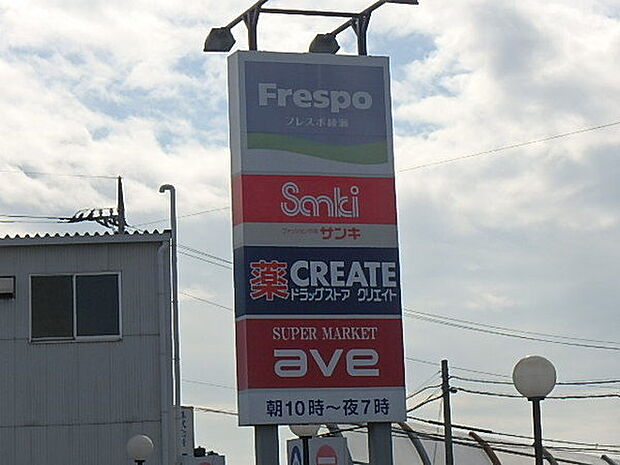 Frespo
フレスポ綾瀬
Sanki
ファッション市場 サンキ
薬 CREATE
ドラッグストア クリエイト
SUPER MARKET
ave
朝10時～夜7時